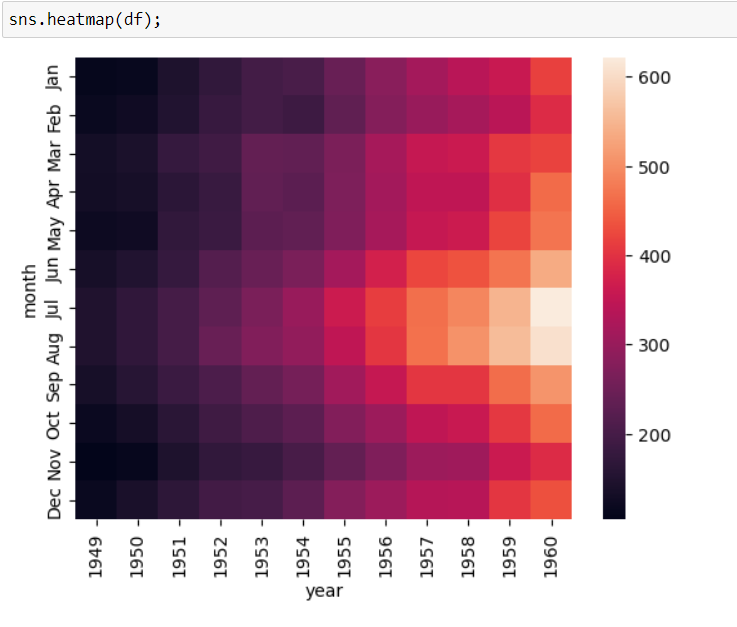 sns.heatmap(df);
600
500
400
300
200
month
Jan
Feb
Mar
Apr
May
Jun
Jul
Aug
Sep
Oct
Nov
Dec
1949 1950 1951 1952 1953 1954 1955 1956 1957 1958 1959 1960
year